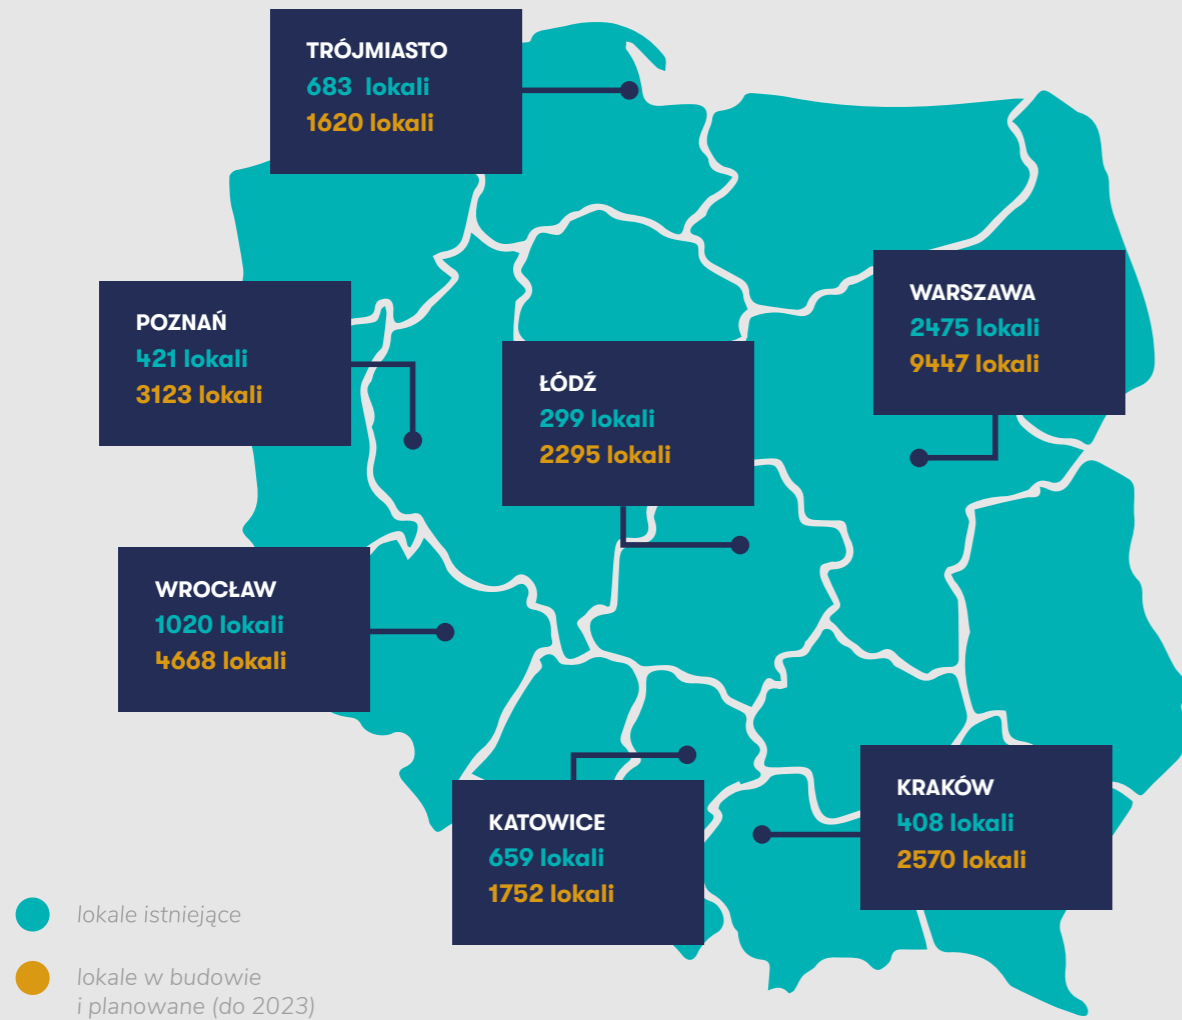 TRÓJMIASTO
683 lokali
1620 lokali
POZNAŃ
421 lokali
3123 lokali
WARSZAWA
2475 lokali
9447 lokali
ŁÓDŹ
299 lokali
2295 lokali
WROCŁAW
1020 lokali
4668 lokali
KATOWICE
659 lokali
1752 lokali
KRAKÓW
408 lokali
2570 lokali
lokale istniejące
lokale w budowie
i planowane (do 2023)